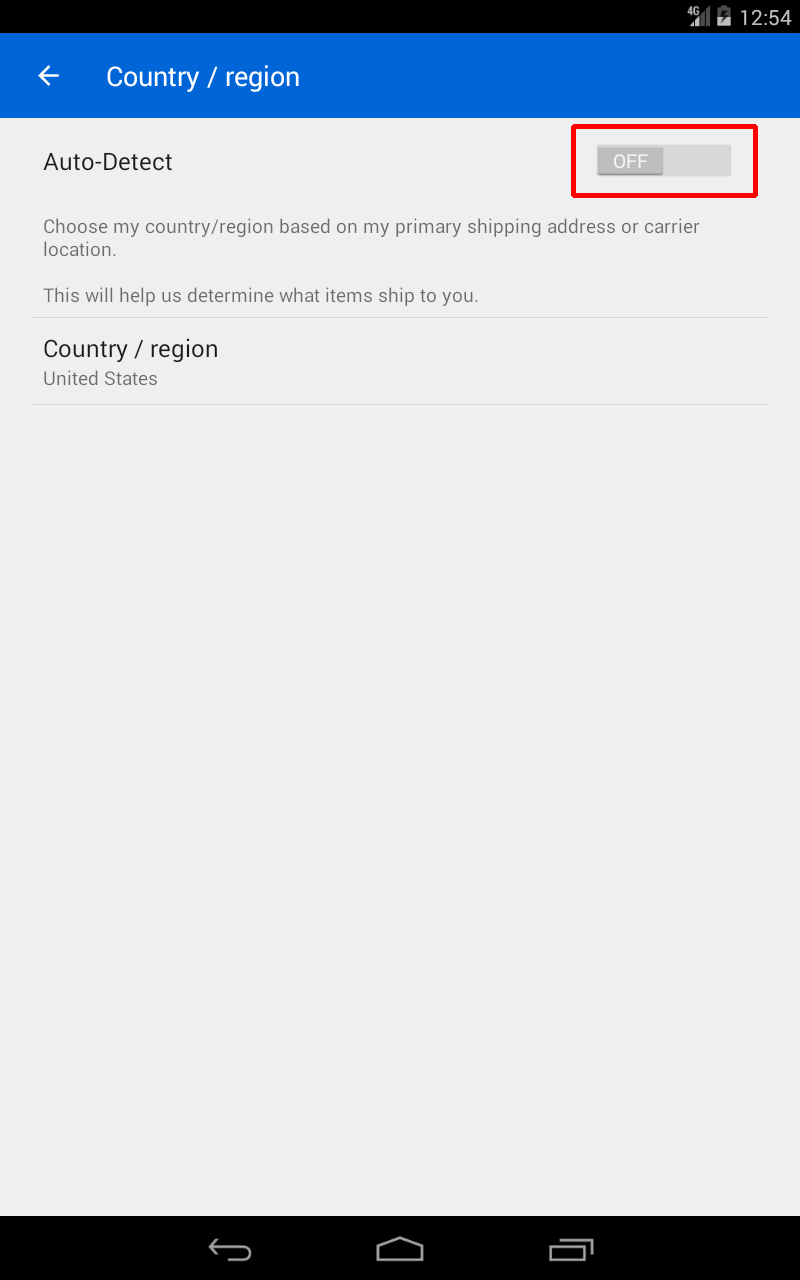 4G 12:54
Country / region
Auto-Detect OFF
Choose my country/region based on my primary shipping address or carrier
location.
This will help us determine what items ship to you.
Country / region
United States